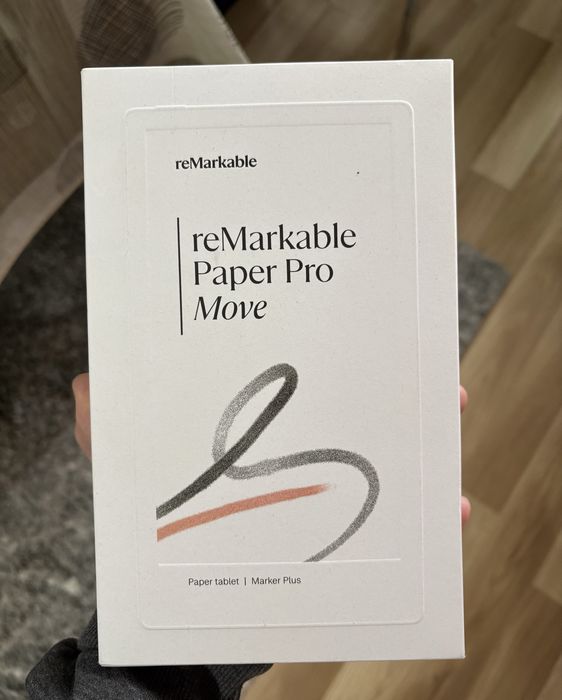 reMarkable
reMarkable
Paper Pro
Move
Paper tablet | Marker Plus